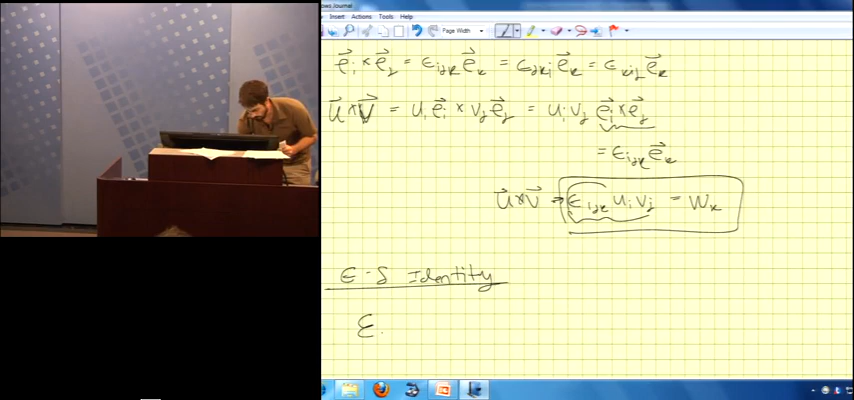 Insert Actions Tools Help
Page Width
e⃗ᵢ × e⃗ⱼ = ϵᵢⱼₖ e⃗ₖ = ϵⱼₖᵢ e⃗ₖ = ϵₖᵢⱼ e⃗ₖ
u⃗ × v⃗ = uᵢ e⃗ᵢ × vⱼ e⃗ⱼ = uᵢ vⱼ e⃗ᵢ × e⃗ⱼ
= ϵᵢⱼₖ e⃗ₖ
u⃗ × v⃗ → ϵᵢⱼₖ uᵢ vⱼ = wₖ
ϵ-δ Identity
ϵ